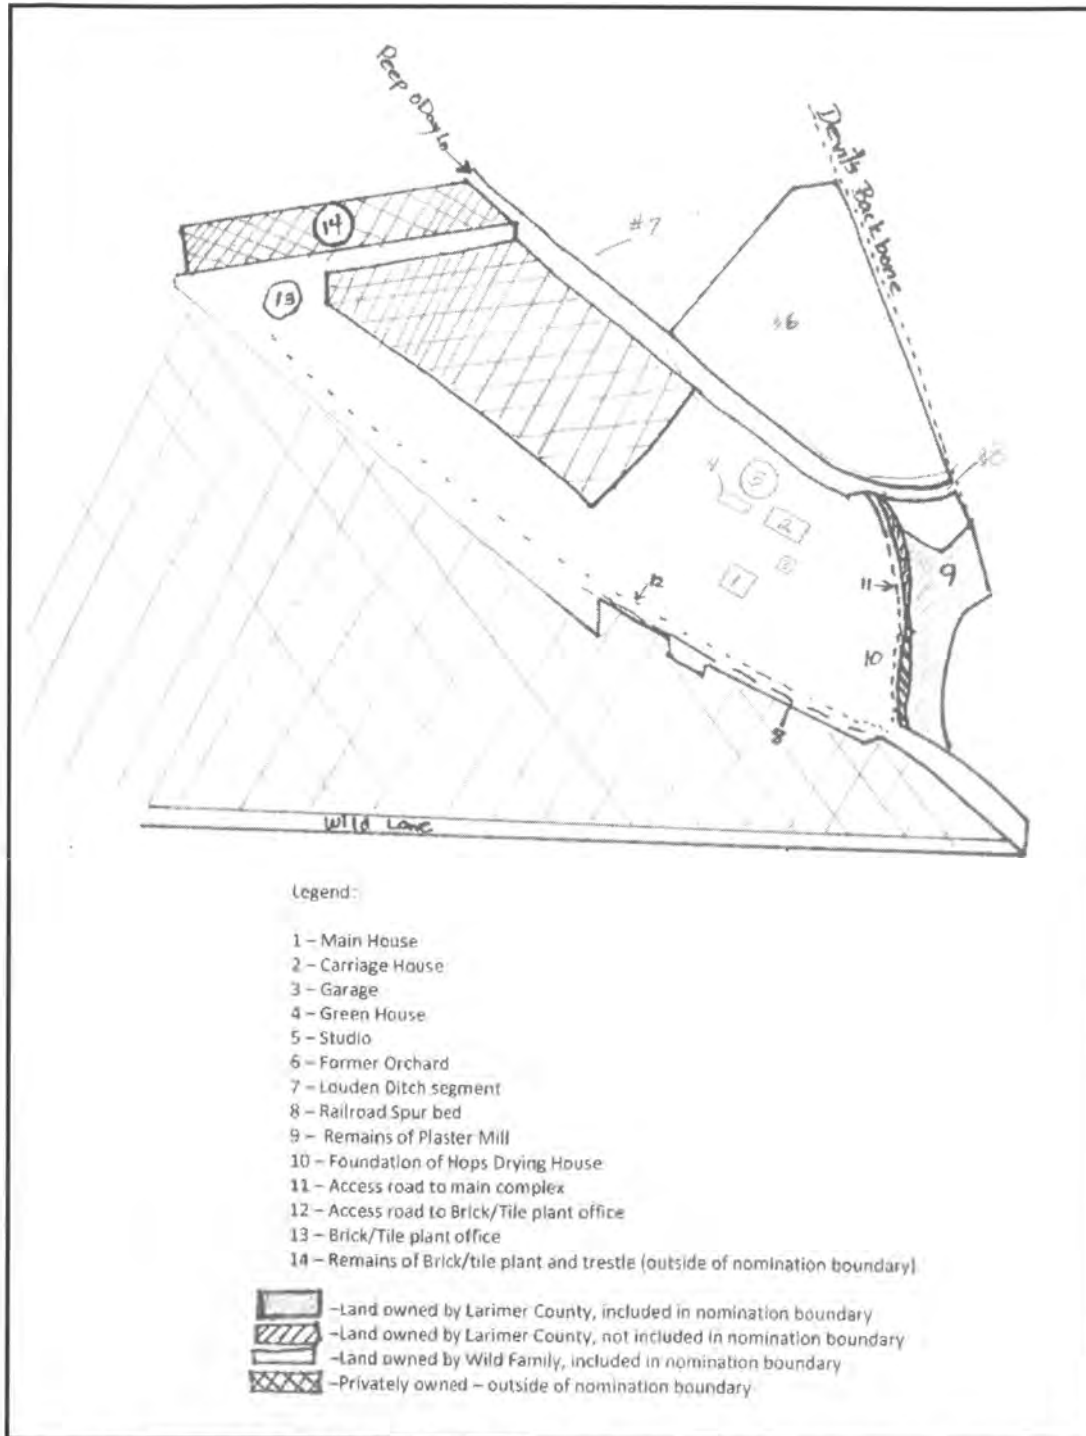 Peep oDay Ln
Devil's Backbone
#7
14
13
#6
5
4
2
3
1
12
11
9
10
8
Wild Lane
Legend:
1 – Main House
2 – Carriage House
3 – Garage
4 – Green House
5 – Studio
6 – Former Orchard
7 – Louden Ditch segment
8 – Railroad Spur bed
9 – Remains of Plaster Mill
10 – Foundation of Hops Drying House
11 – Access road to main complex
12 – Access road to Brick/Tile plant office
13 – Brick/Tile plant office
14 – Remains of Brick/tile plant and trestle (outside of nomination boundary)
–Land owned by Larimer County, included in nomination boundary
–Land owned by Larimer County, not included in nomination boundary
–Land owned by Wild Family, included in nomination boundary
–Privately owned – outside of nomination boundary